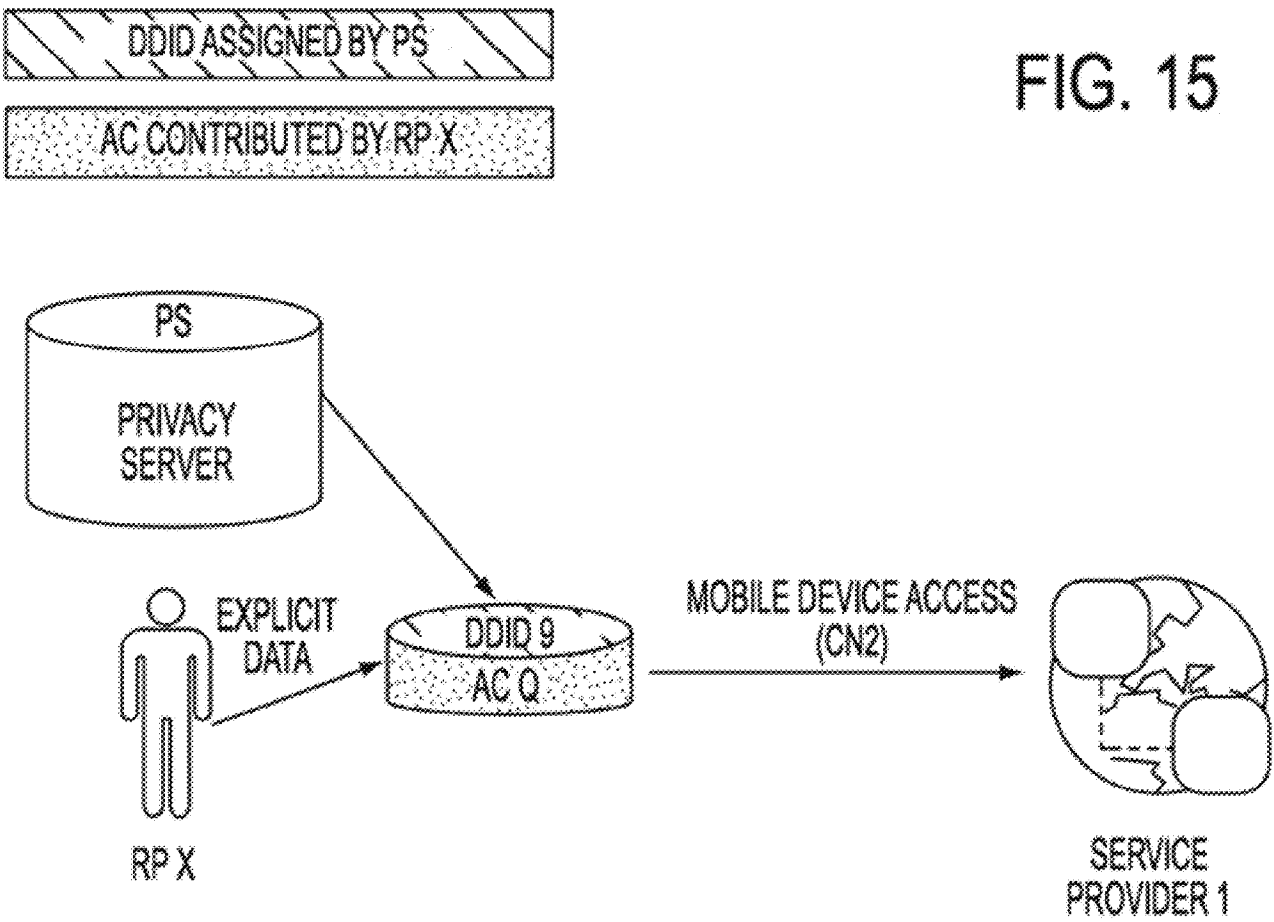 DDID ASSIGNED BY PS
FIG. 15
AC CONTRIBUTED BY RP X
PS
PRIVACY
SERVER
EXPLICIT
DATA
DDID 9
AC Q
MOBILE DEVICE ACCESS
(CN2)
RP X
SERVICE
PROVIDER 1